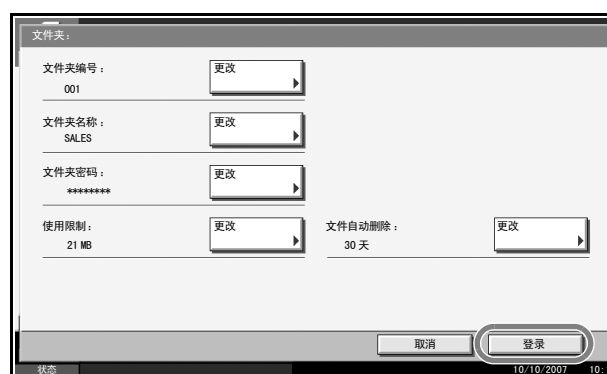 文件夹：
文件夹编号：
更改
001
文件夹名称：
更改
SALES
文件夹密码：
更改
********
使用限制：
更改
文件自动删除：
更改
21 MB
30 天
取消
登录
状态
10/10/2007
10: